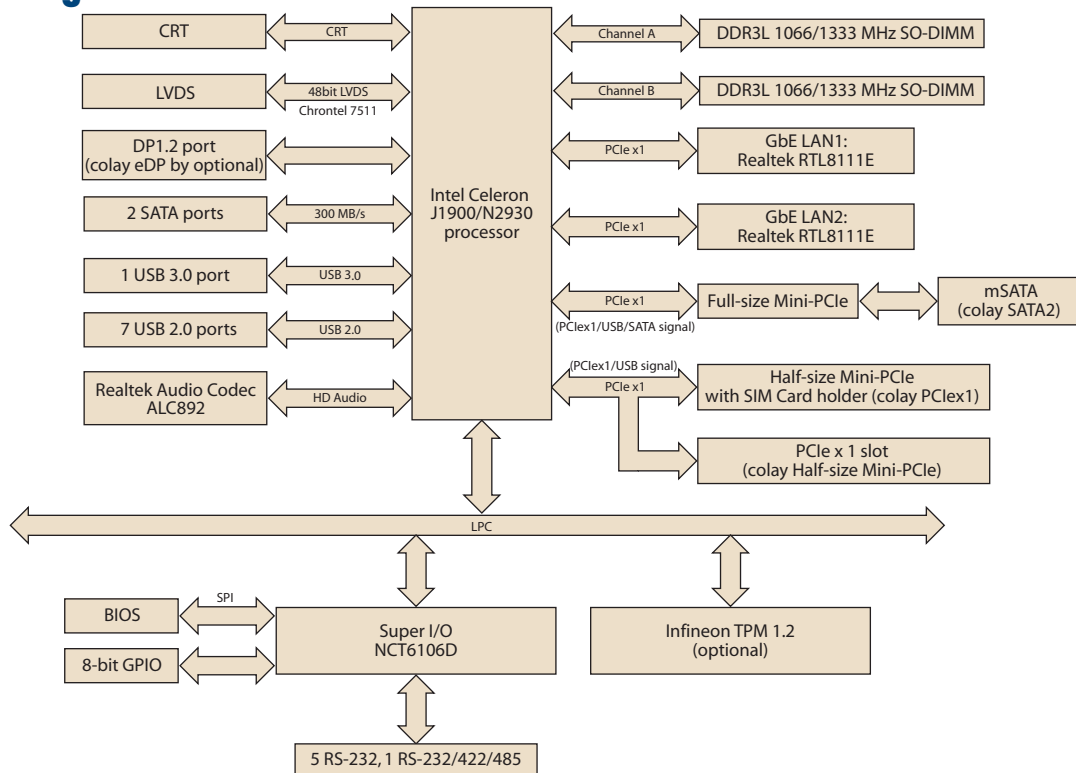 CRT
CRT
LVDS
48bit LVDS
Chrontel 7511
DP1.2 port
(colay eDP by optional)
2 SATA ports
300 MB/s
1 USB 3.0 port
USB 3.0
7 USB 2.0 ports
USB 2.0
Realtek Audio Codec
ALC892
HD Audio
Intel Celeron
J1900/N2930
processor
Channel A
DDR3L 1066/1333 MHz SO-DIMM
Channel B
DDR3L 1066/1333 MHz SO-DIMM
PCIe x1
GbE LAN1:
Realtek RTL8111E
PCIe x1
GbE LAN2:
Realtek RTL8111E
PCIe x1
(PCIex1/USB/SATA signal)
Full-size Mini-PCIe
mSATA
(colay SATA2)
(PCIex1/USB signal)
PCIe x1
Half-size Mini-PCIe
with SIM Card holder (colay PCIex1)
PCIe x 1 slot
(colay Half-size Mini-PCIe)
LPC
BIOS
SPI
8-bit GPIO
Super I/O
NCT6106D
Infineon TPM 1.2
(optional)
5 RS-232, 1 RS-232/422/485